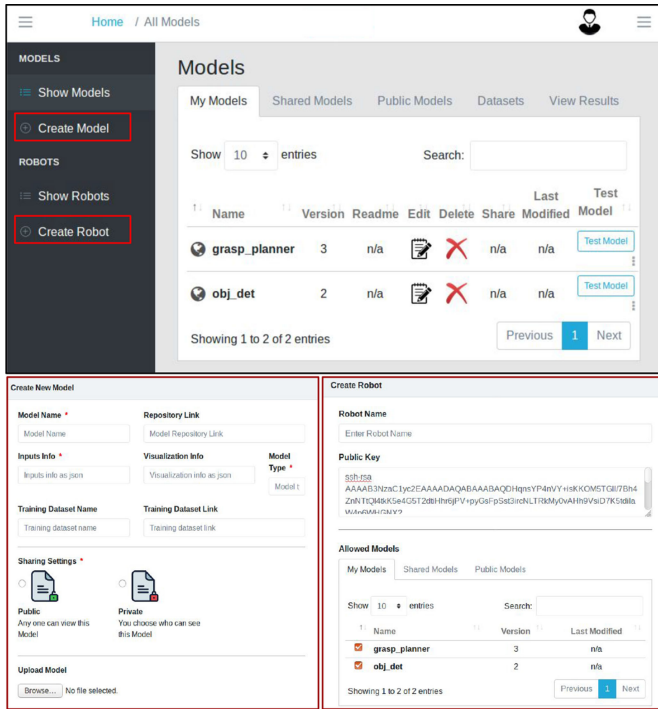 Home / All Models
MODELS
Show Models
Create Model
ROBOTS
Show Robots
Create Robot
Models
My Models Shared Models Public Models Datasets View Results
Show 10 entries Search:
Name Version Readme Edit Delete Share Last Modified Test Model
grasp_planner 3 n/a n/a n/a Test Model
obj_det 2 n/a n/a n/a Test Model
Showing 1 to 2 of 2 entries Previous 1 Next
Create New Model
Model Name * Repository Link
Model Name Model Repository Link
Inputs Info * Visualization Info Model Type *
Inputs info as json Visualization info as json Model t
Training Dataset Name Training Dataset Link
Training dataset name Training dataset link
Sharing Settings *
Public Private
Any one can view this Model You choose who can see this Model
Upload Model
Browse... No file selected.
Create Robot
Robot Name
Enter Robot Name
Public Key
ssh-rsa
Allowed Models
My Models Shared Models Public Models
Show 10 entries Search:
Name Version Last Modified
grasp_planner 3 n/a
obj_det 2 n/a
Showing 1 to 2 of 2 entries Previous 1 Next